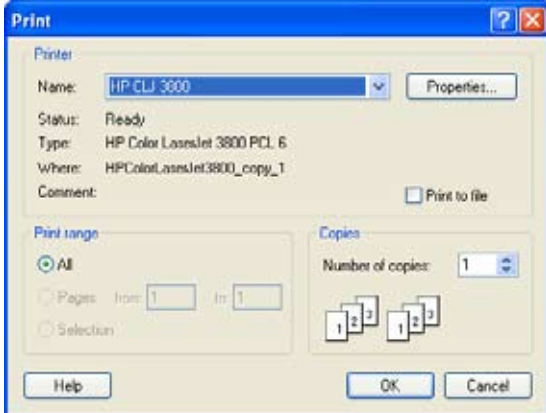 Print
Printer
Name: HP CLJ 3800 Properties...
Status: Ready
Type: HP Color LaserJet 3800 PCL 6
Where: HPColorLaserJet3800_copy_1
Comment: Print to file
Print range
All
Pages from: 1 to: 1
Selection
Copies
Number of copies: 1
1 2 3 1 2 3
Help OK Cancel